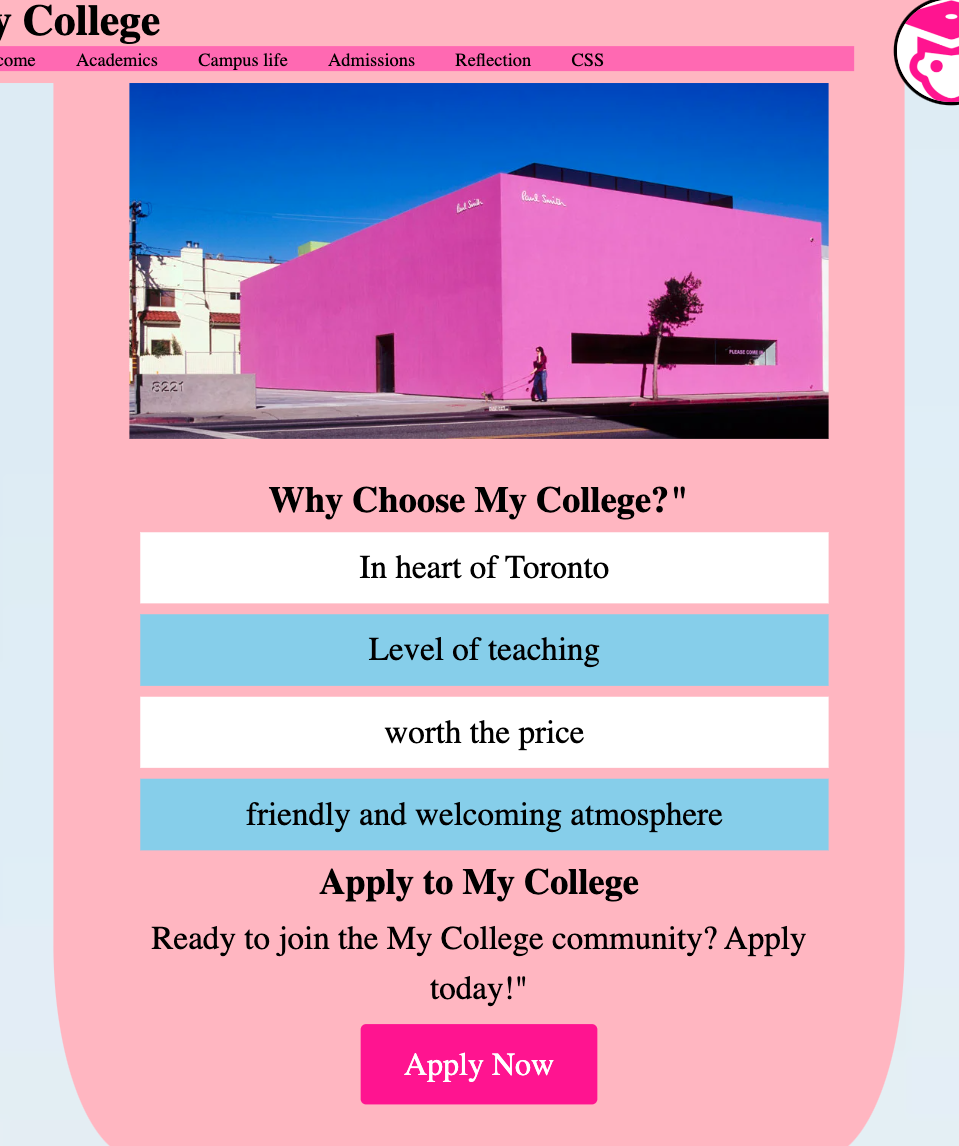 y College
come Academics Campus life Admissions Reflection CSS
Paul Smith Paul Smith
PLEASE COME IN
8221
Why Choose My College?"
In heart of Toronto
Level of teaching
worth the price
friendly and welcoming atmosphere
Apply to My College
Ready to join the My College community? Apply
today!"
Apply Now